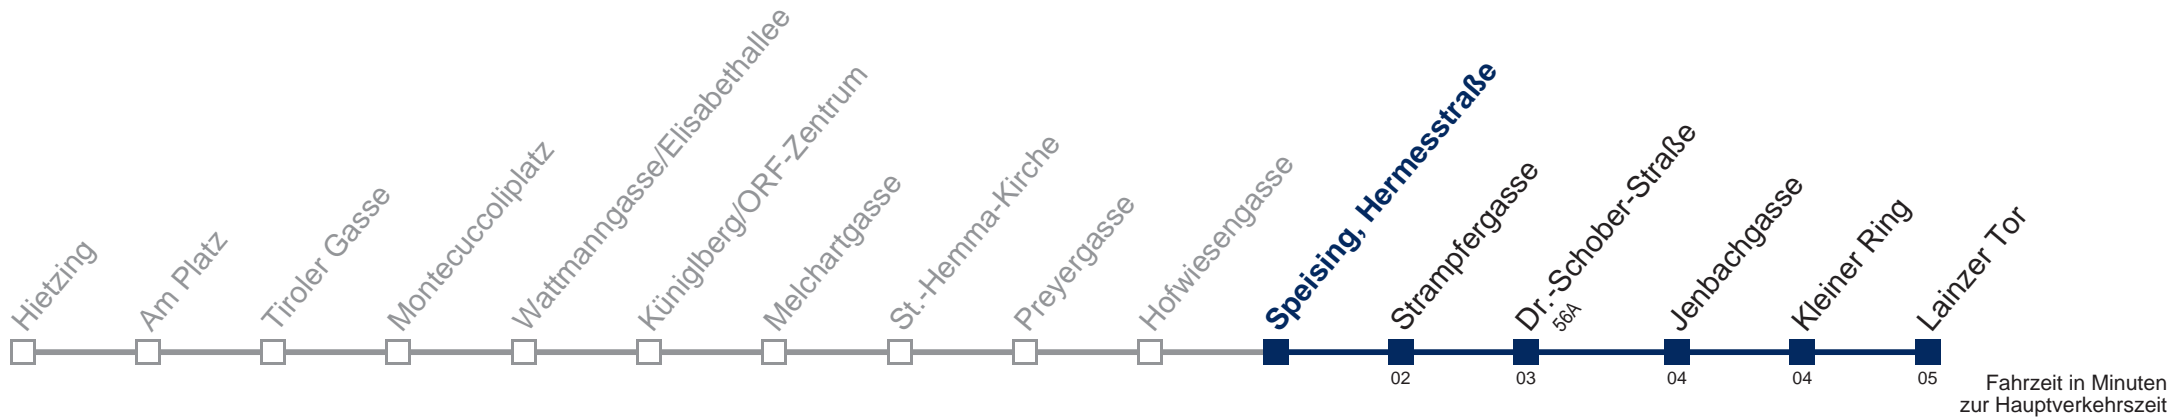 Hietzing
Am Platz
Tiroler Gasse
Montecuccoliplatz
Wattmanngasse/Elisabethallee
Küniglberg/ORF-Zentrum
Melchartgasse
St.-Hemma-Kirche
Preyergasse
Hofwiesengasse
Speising, Hermesstraße
Strampfergasse
Dr.-Schober-Straße
56A
Jenbachgasse
Kleiner Ring
Lainzer Tor
02
03
04
04
05
Fahrzeit in Minuten
zur Hauptverkehrszeit